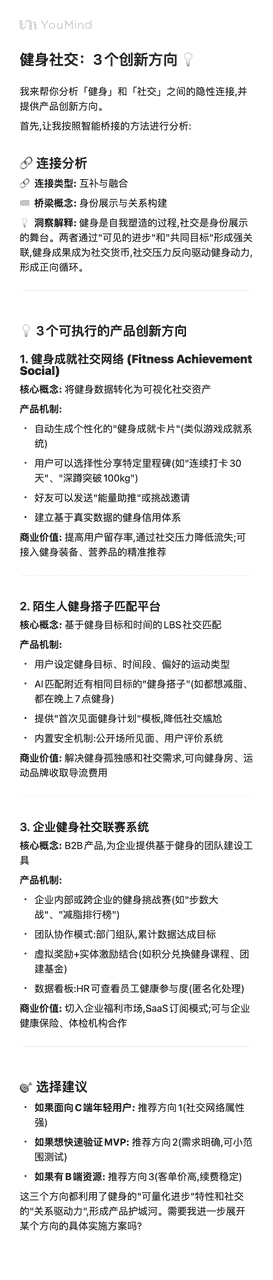 YouMind
健身社交：3个创新方向💡
我来帮你分析「健身」和「社交」之间的隐性连接,并
提供产品创新方向。
首先,让我按照智能桥接的方法进行分析:
🔗 连接分析
🔗 连接类型: 互补与融合
🌉 桥梁概念: 身份展示与关系构建
💡 洞察解释: 健身是自我塑造的过程,社交是身份展示
的舞台。两者通过"可见的进步"和"共同目标"形成强关
联,健身成果成为社交货币,社交压力反向驱动健身动力,
形成正向循环。
💡 3个可执行的产品创新方向
1. 健身成就社交网络 (Fitness Achievement
Social)
核心概念: 将健身数据转化为可视化社交资产
产品机制:
• 自动生成个性化的"健身成就卡片"(类似游戏成就系
统)
• 用户可以选择性分享特定里程碑(如"连续打卡30
天"、"深蹲突破100kg")
• 好友可以发送"能量助推"或挑战邀请
• 建立基于真实数据的健身信用体系
商业价值: 提高用户留存率,通过社交压力降低流失;可
接入健身装备、营养品的精准推荐
2. 陌生人健身搭子匹配平台
核心概念: 基于健身目标和时间的LBS社交匹配
产品机制:
• 用户设定健身目标、时间段、偏好的运动类型
• AI匹配附近有相同目标的"健身搭子"(如都想减脂、
都在晚上7点健身)
• 提供"首次见面健身计划"模板,降低社交尴尬
• 内置安全机制:公开场所见面、用户评价系统
商业价值: 解决健身孤独感和社交需求,可向健身房、运
动品牌收取导流费用
3. 企业健身社交联赛系统
核心概念: B2B产品,为企业提供基于健身的团队建设工
具
产品机制:
• 企业内部或跨企业的健身挑战赛(如"步数大
战"、"减脂排行榜")
• 团队协作模式:部门组队,累计数据达成目标
• 虚拟奖励+实体激励结合(如积分兑换健身课程、团
建基金)
• 数据看板:HR可查看员工健康参与度(匿名化处理)
商业价值: 切入企业福利市场,SaaS订阅模式;可与企业
健康保险、体检机构合作
🎯 选择建议
• 如果面向C端年轻用户: 推荐方向1(社交网络属性
强)
• 如果想快速验证MVP: 推荐方向2(需求明确,可小范
围测试)
• 如果有B端资源: 推荐方向3(客单价高,续费稳定)
这三个方向都利用了健身的"可量化进步"特性和社交
的"关系驱动力",形成产品护城河。需要我进一步展开
某个方向的具体实施方案吗?